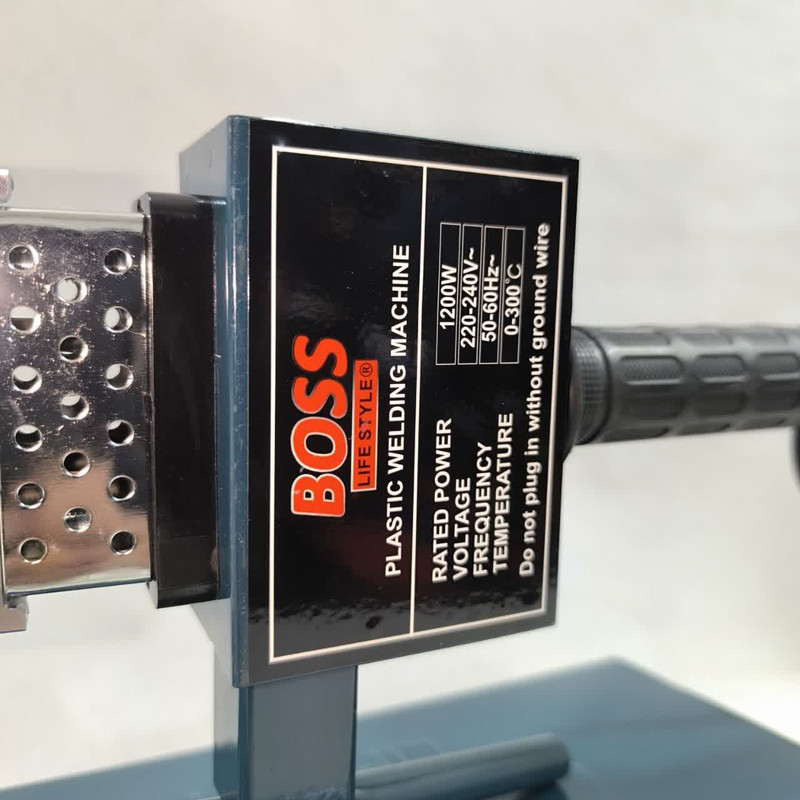 BOSS
LIFE STYLE®
PLASTIC WELDING MACHINE
RATED POWER 1200W
VOLTAGE 220-240V~
FREQUENCY 50-60Hz~
TEMPERATURE 0-300°C
Do not plug in without ground wire